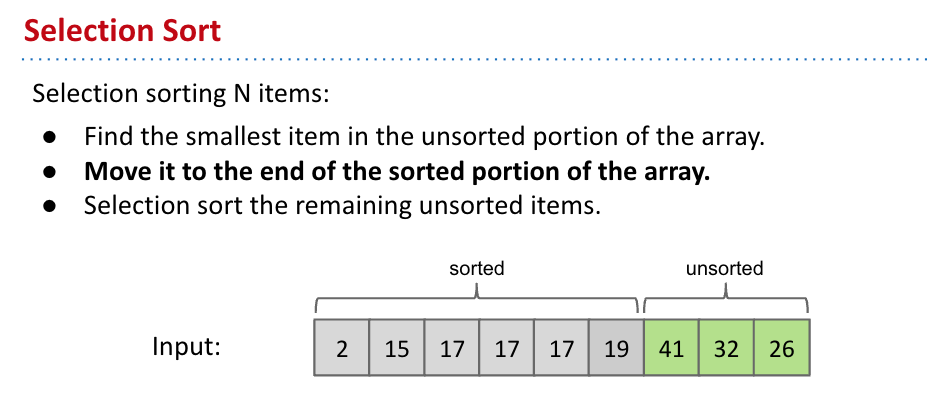 Selection Sort
Selection sorting N items:
● Find the smallest item in the unsorted portion of the array.
● Move it to the end of the sorted portion of the array.
● Selection sort the remaining unsorted items.
sorted unsorted
Input: 2 15 17 17 17 19 41 32 26